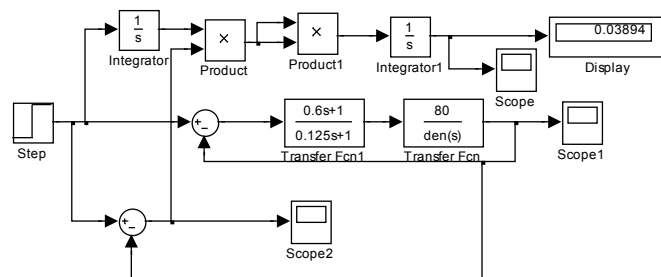 1
s
Integrator
×
Product
×
Product1
1
s
Integrator1
0.03894
Display
Scope
Step
+
−
0.6s+1
0.125s+1
Transfer Fcn1
80
den(s)
Transfer Fcn
Scope1
+
−
Scope2